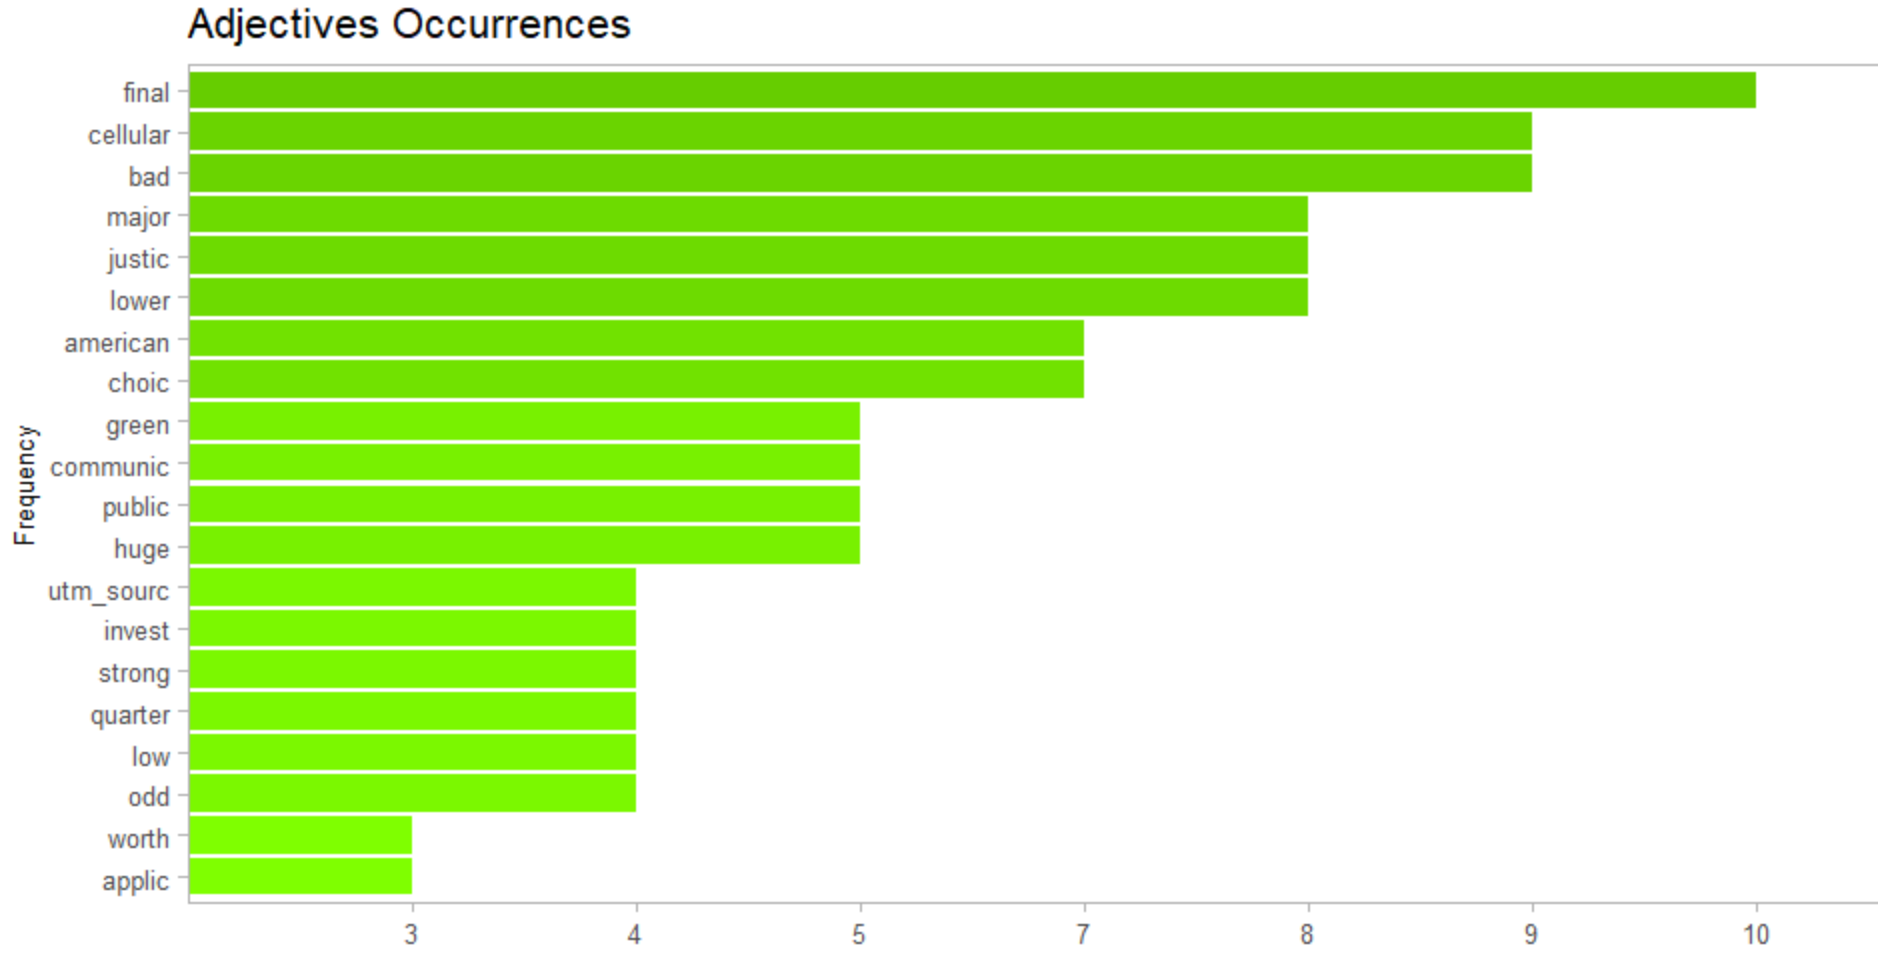 Adjectives Occurrences
final
cellular
bad
major
justic
lower
american
choic
green
communic
public
huge
utm_sourc
invest
strong
quarter
low
odd
worth
applic
Frequency
3 4 5 7 8 9 10